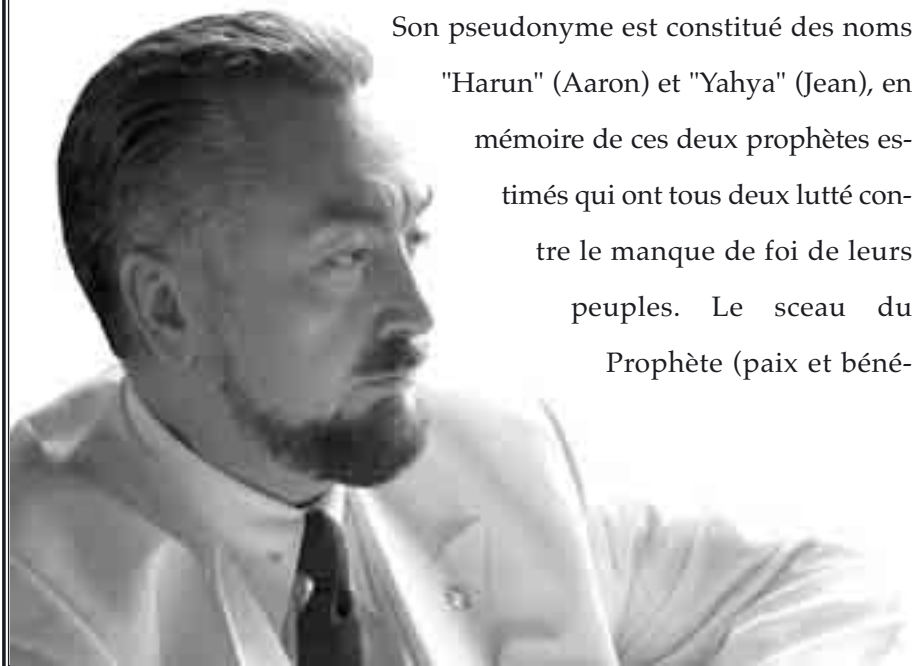 Son pseudonyme est constitué des noms
"Harun" (Aaron) et "Yahya" (Jean), en
mémoire de ces deux prophètes es-
timés qui ont tous deux lutté con-
tre le manque de foi de leurs
peuples. Le sceau du
Prophète (paix et béné-